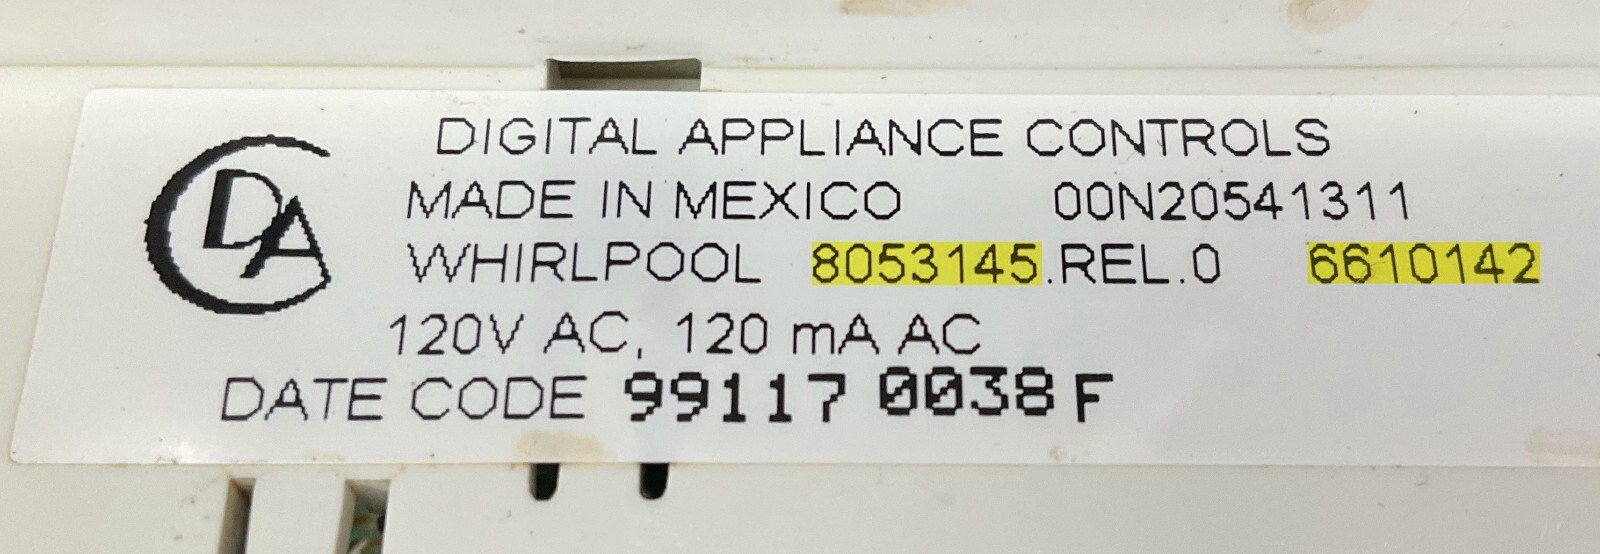 DIGITAL APPLIANCE CONTROLS
MADE IN MEXICO 00N20541311
WHIRLPOOL 8053145.REL.0 6610142
120V AC, 120 mA AC
DATE CODE 99117 0038 F
DAC